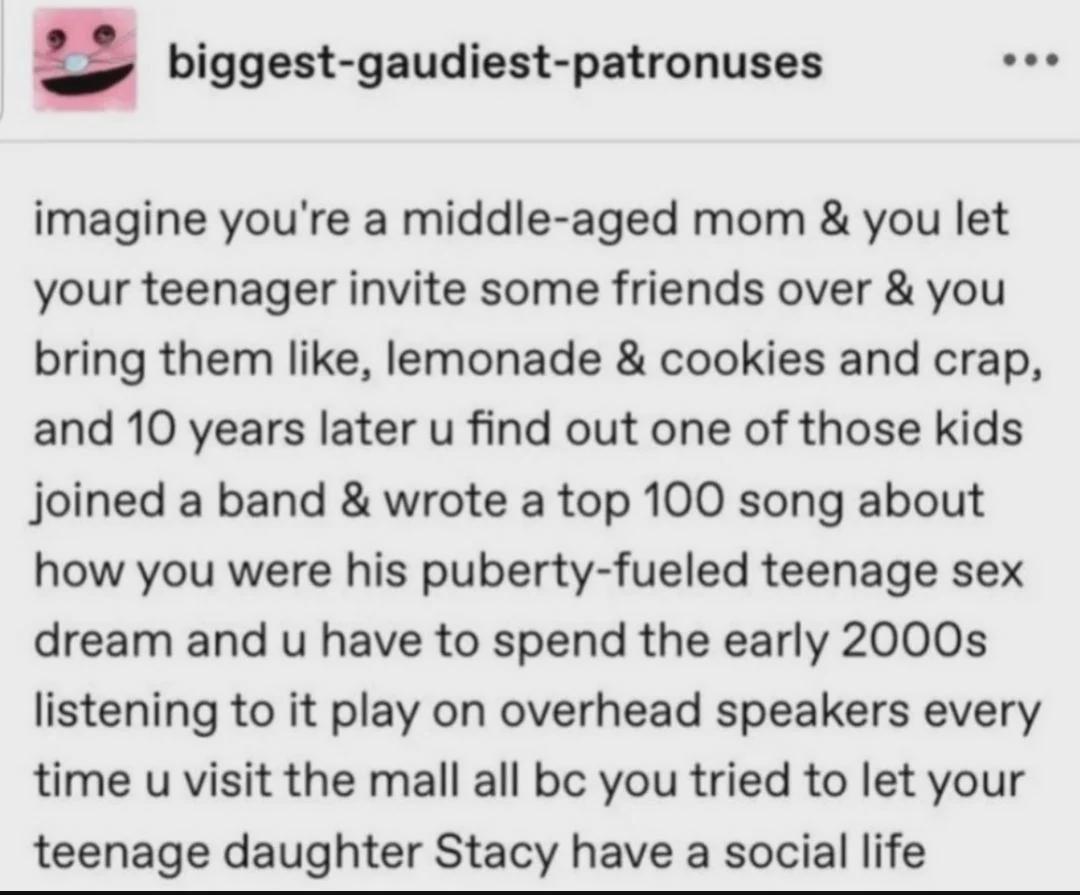 biggest-gaudiest-patronuses
imagine you're a middle-aged mom & you let
your teenager invite some friends over & you
bring them like, lemonade & cookies and crap,
and 10 years later u find out one of those kids
joined a band & wrote a top 100 song about
how you were his puberty-fueled teenage sex
dream and u have to spend the early 2000s
listening to it play on overhead speakers every
time u visit the mall all bc you tried to let your
teenage daughter Stacy have a social life